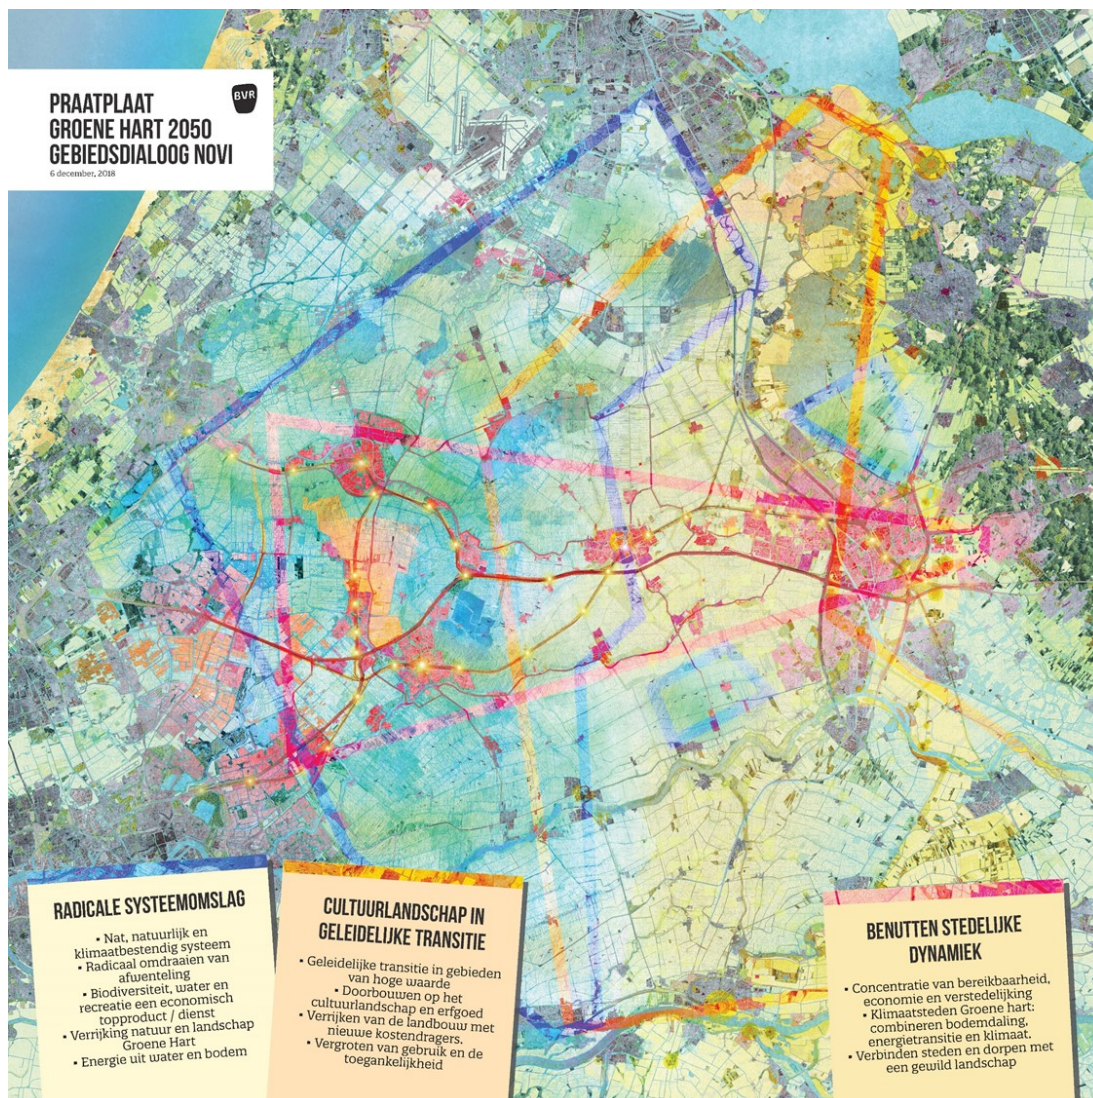 PRAATPLAAT
GROENE HART 2050
GEBIEDSDIALOOG NOVI
6 december, 2018
BVR
RADICALE SYSTEEMOMSLAG
• Nat, natuurlijk en
klimaatbestendig systeem
• Radicaal omdraaien van
afwenteling
• Biodiversiteit, water en
recreatie een economisch
topproduct / dienst
• Verrijking natuur en landschap
Groene Hart
• Energie uit water en bodem
CULTUURLANDSCHAP IN
GELEIDELIJKE TRANSITIE
• Geleidelijke transitie in gebieden
van hoge waarde
• Doorbouwen op het
cultuurlandschap en erfgoed
• Verrijken van de landbouw met
nieuwe kostendragers.
• Vergroten van gebruik en de
toegankelijkheid
BENUTTEN STEDELIJKE
DYNAMIEK
• Concentratie van bereikbaarheid,
economie en verstedelijking
• Klimaatsteden Groene hart:
combineren bodemdaling,
energietransitie en klimaat,
• Verbinden steden en dorpen met
een gewild landschap